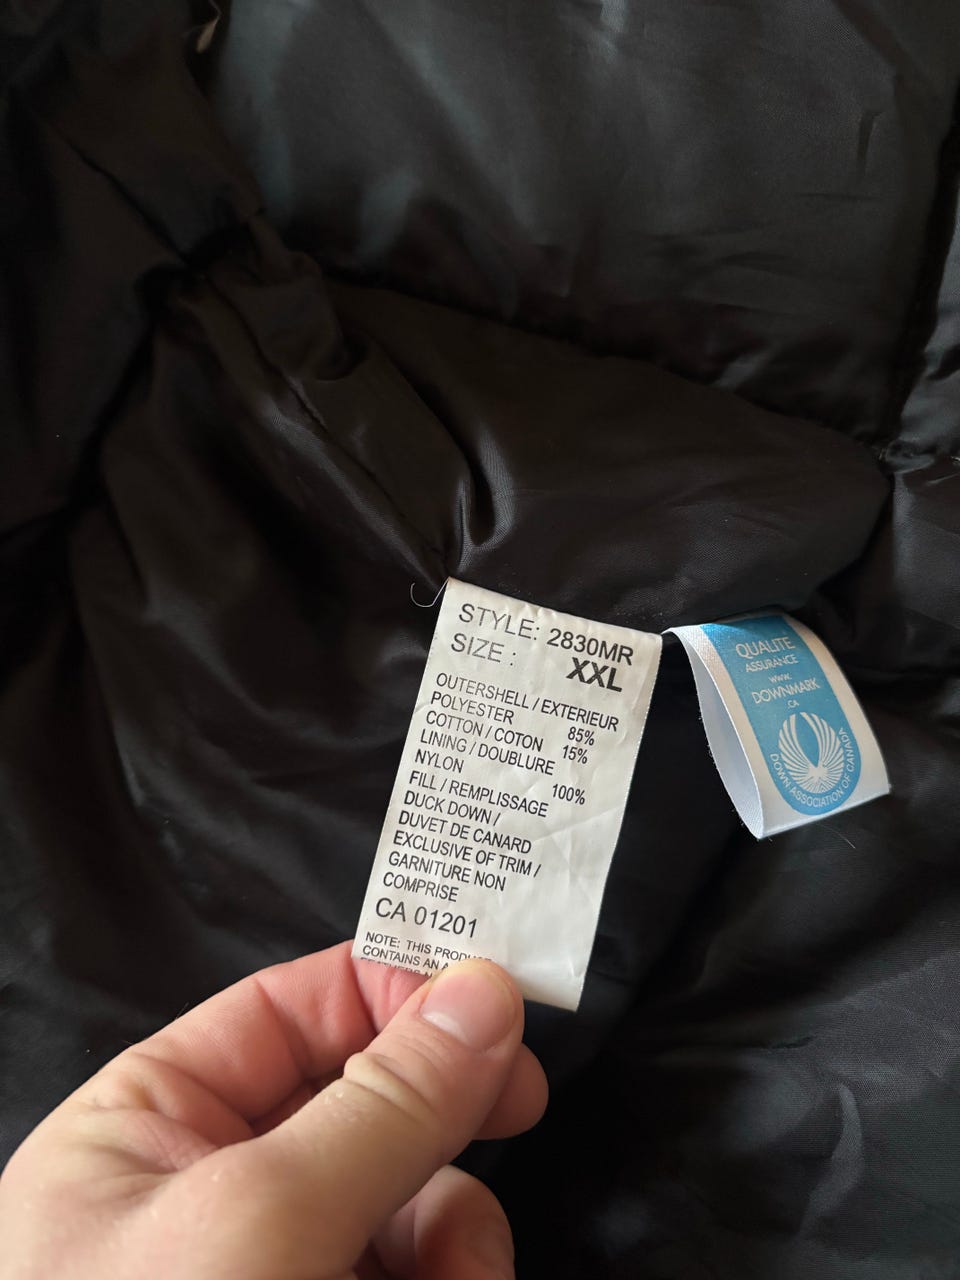 STYLE: 2830MR
SIZE : XXL
OUTERSHELL / EXTERIEUR
POLYESTER 85%
COTTON / COTON 15%
LINING / DOUBLURE
NYLON 100%
FILL / REMPLISSAGE
DUCK DOWN /
DUVET DE CANARD
EXCLUSIVE OF TRIM /
GARNITURE NON
COMPRISE
CA 01201
NOTE: THIS
CONTAINS AN
QUALITE
ASSURANCE
www.
DOWNMARK
.CA
DOWN ASSOCIATION OF CANADA